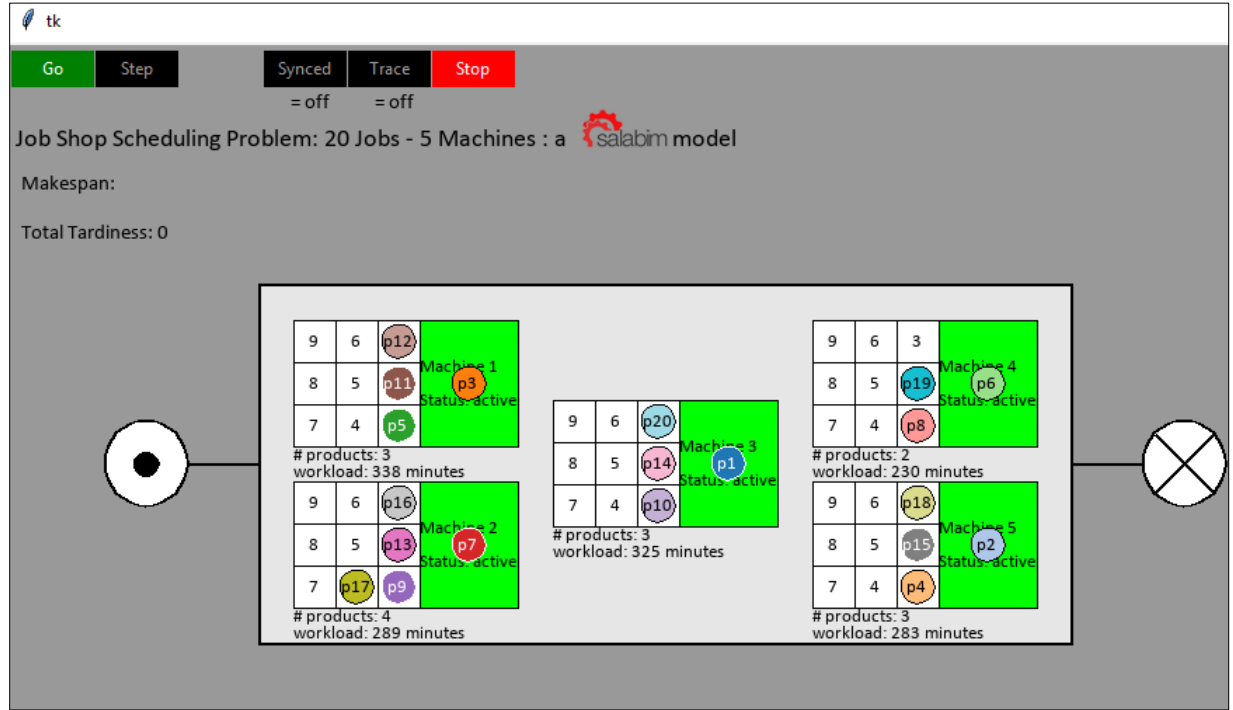 tk
Go Step Synced Trace Stop
= off = off
Job Shop Scheduling Problem: 20 Jobs - 5 Machines : a salabim model
Makespan:
Total Tardiness: 0
9 6 p12
Machine 1
8 5 p11 p3
Status: active
7 4 p5
# products: 3
workload: 338 minutes
9 6 p16
Machine 2
8 5 p13 p7
Status: active
7 p17 p9
# products: 4
workload: 289 minutes
9 6 p20
Machine 3
8 5 p14 p1
Status: active
7 4 p10
# products: 3
workload: 325 minutes
9 6 3
Machine 4
8 5 p19 p6
Status: active
7 4 p8
# products: 2
workload: 230 minutes
9 6 p18
Machine 5
8 5 p15 p2
Status: active
7 4 p4
# products: 3
workload: 283 minutes